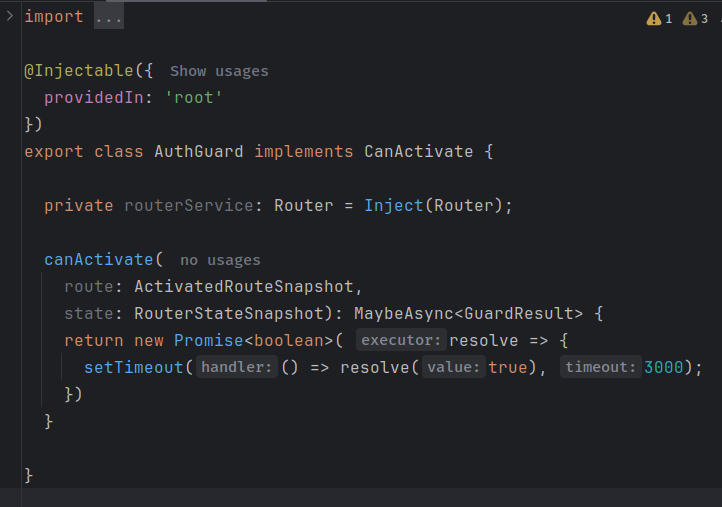 import ...
1 3
@Injectable({ Show usages
providedIn: 'root'
})
export class AuthGuard implements CanActivate {
private routerService: Router = Inject(Router);
canActivate( no usages
route: ActivatedRouteSnapshot,
state: RouterStateSnapshot): MaybeAsync<GuardResult> {
return new Promise<boolean>( executor: resolve => {
setTimeout( handler: () => resolve( value: true), timeout: 3000);
})
}
}